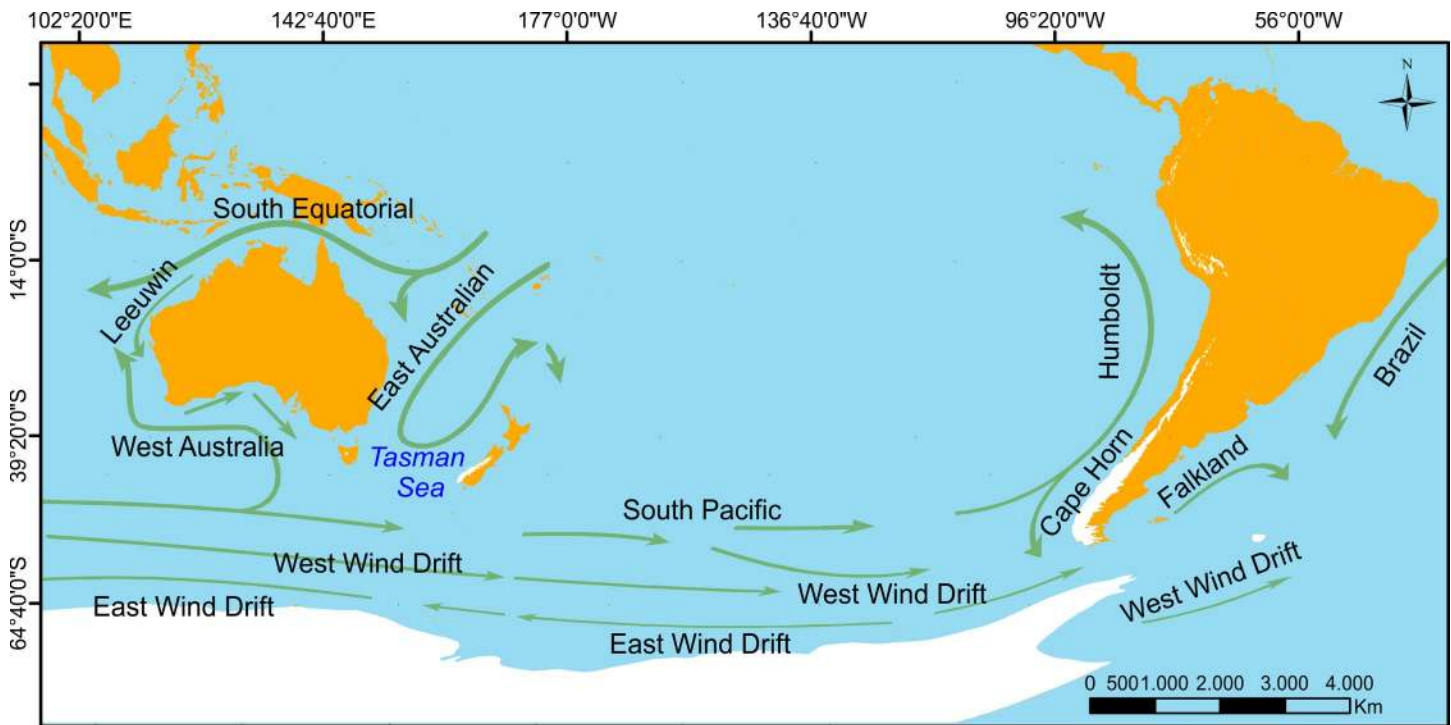 102°20'0"E 142°40'0"E 177°0'0"W 136°40'0"W 96°20'0"W 56°0'0"W
N
14°0'0"S
39°20'0"S
64°40'0"S
South Equatorial
Leeuwin
East Australian
Humboldt
Brazil
West Australia
Tasman
Sea
Cape Horn
Falkland
South Pacific
West Wind Drift
West Wind Drift
West Wind Drift
East Wind Drift
East Wind Drift
0 500 1.000 2.000 3.000 4.000
Km